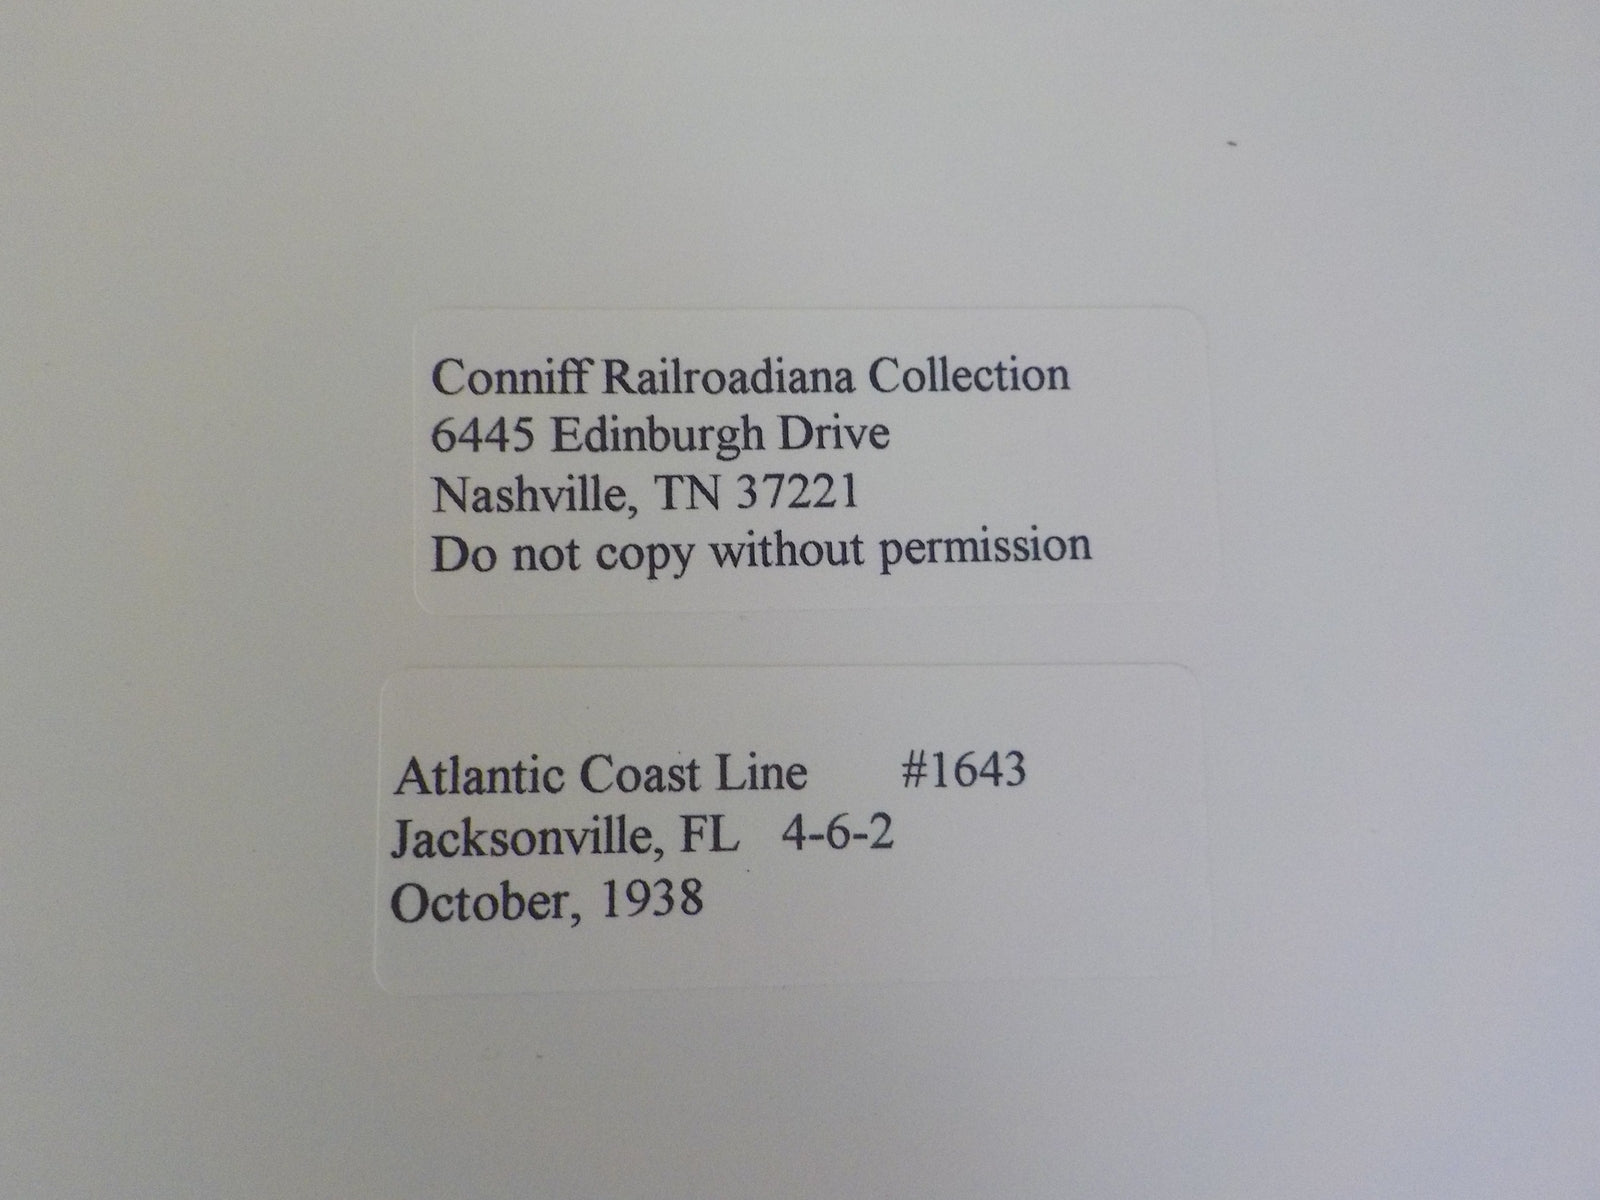 Conniff Railroadiana Collection
6445 Edinburgh Drive
Nashville, TN 37221
Do not copy without permission
Atlantic Coast Line #1643
Jacksonville, FL 4-6-2
October, 1938